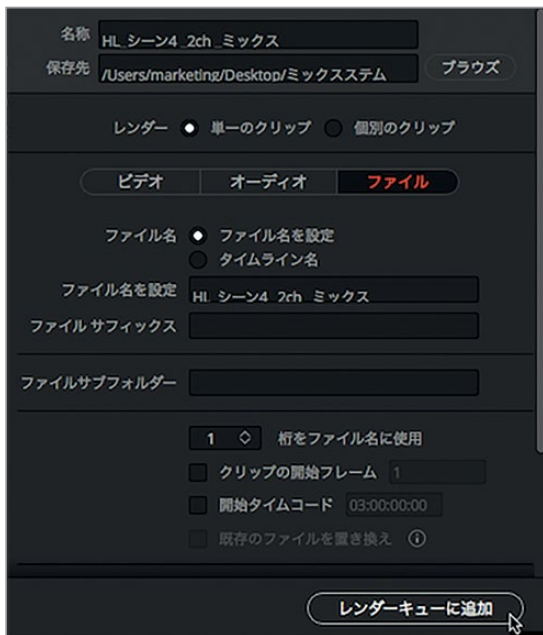 名称 HL_シーン4_2ch_ミックス
保存先 /Users/marketing/Desktop/ミックスステム ブラウズ
レンダー 単一のクリップ 個別のクリップ
ビデオ オーディオ ファイル
ファイル名 ファイル名を設定
タイムライン名
ファイル名を設定 HL_シーン4_2ch_ミックス
ファイル サフィックス
ファイルサブフォルダー
1 桁をファイル名に使用
クリップの開始フレーム 1
開始タイムコード 03:00:00:00
既存のファイルを置き換え
レンダーキューに追加